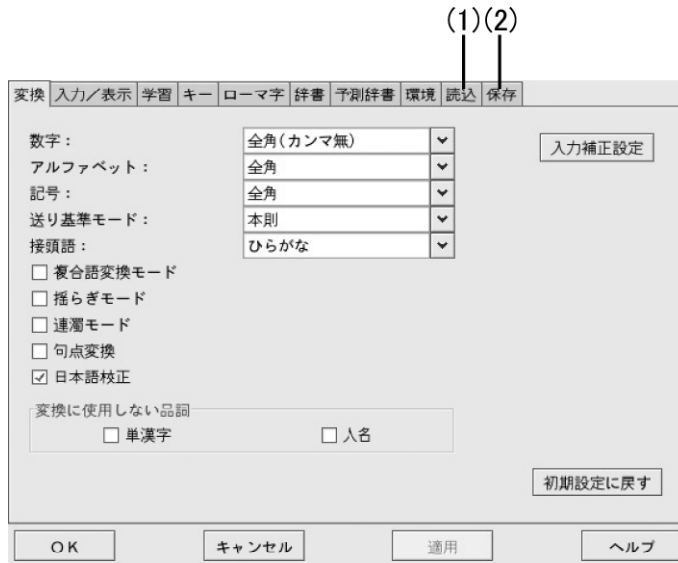 (1)(2)
変換 入力／表示 学習 キー ローマ字 辞書 予測辞書 環境 読込 保存
数字： 全角(カンマ無) 入力補正設定
アルファベット： 全角
記号： 全角
送り基準モード： 本則
接頭語： ひらがな
複合語変換モード
揺らぎモード
連濁モード
句点変換
日本語校正
変換に使用しない品詞
単漢字 人名
初期設定に戻す
OK キャンセル 適用 ヘルプ